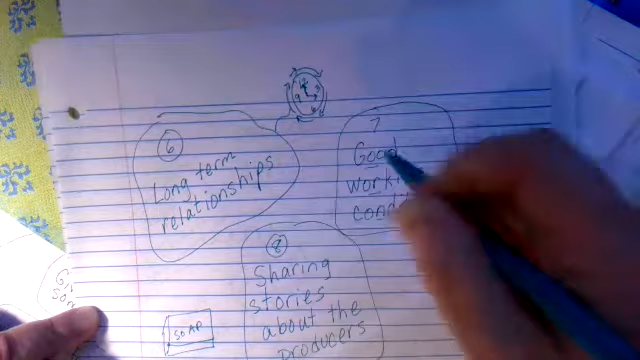 6
Long term
relationships
7
Good
8
Sharing
stories
about the
producers
SOAP